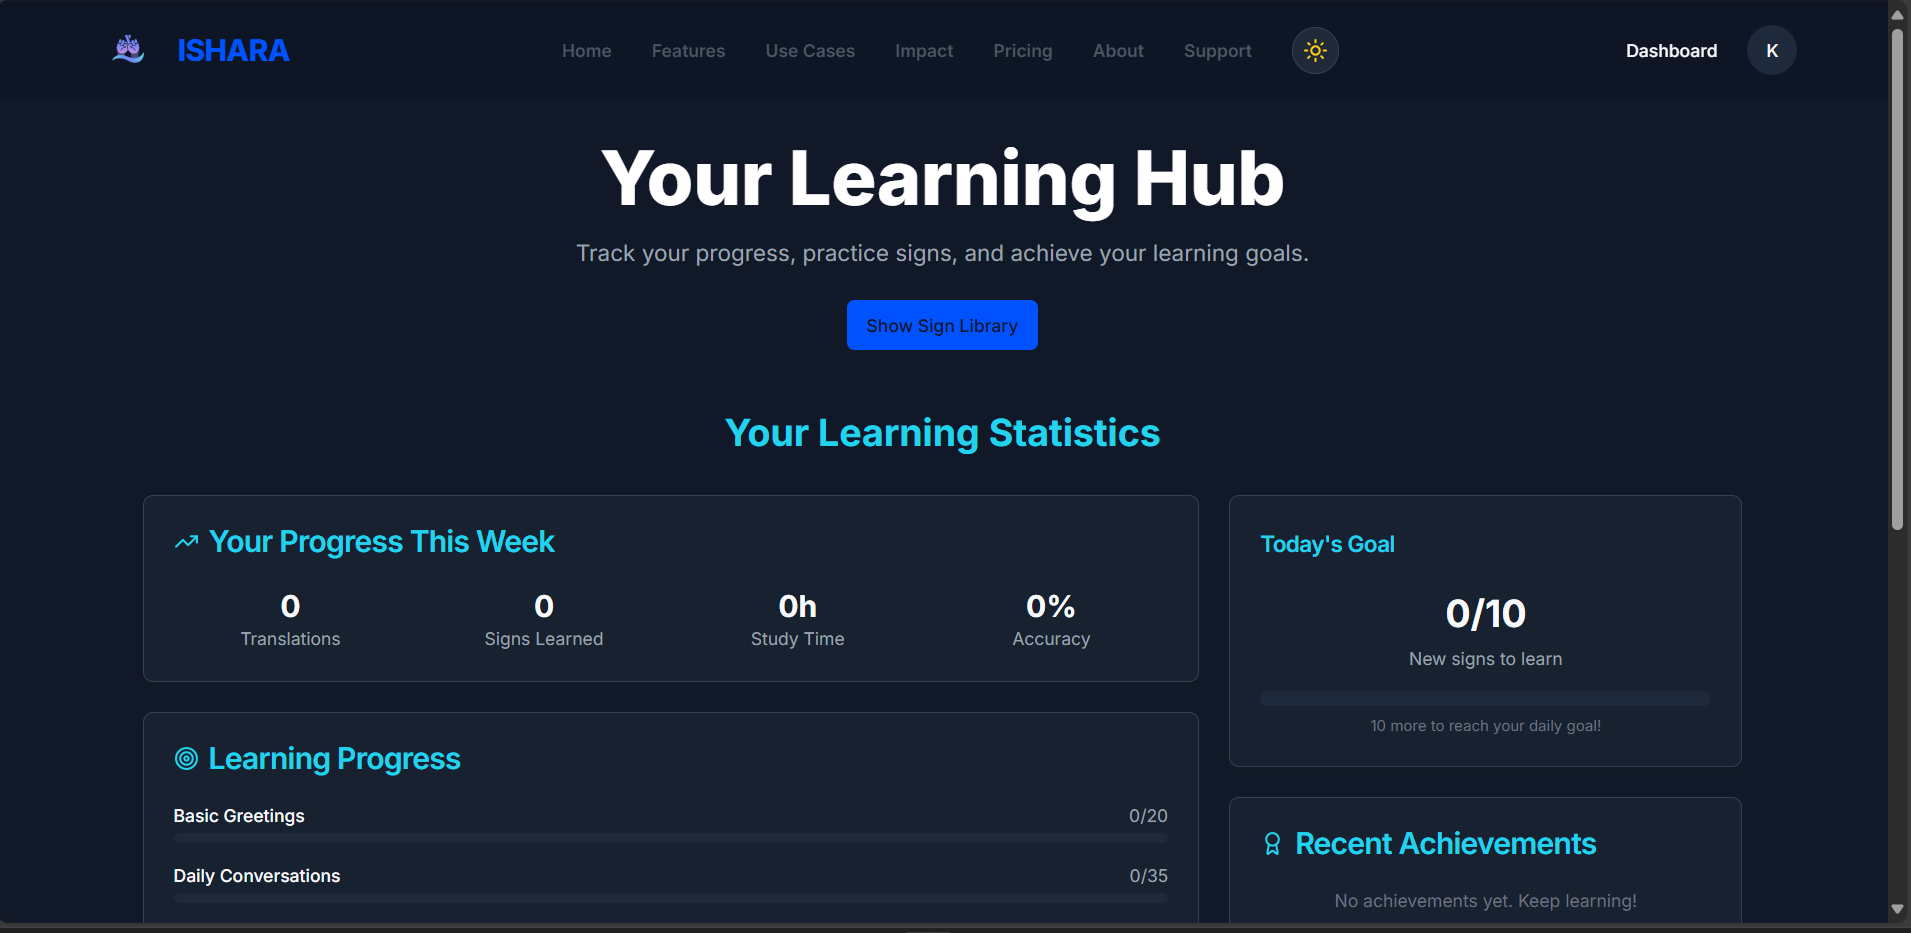 ISHARA
Home Features Use Cases Impact Pricing About Support
Dashboard K
Your Learning Hub
Track your progress, practice signs, and achieve your learning goals.
Show Sign Library
Your Learning Statistics
Your Progress This Week
0 0 0h 0%
Translations Signs Learned Study Time Accuracy
Today's Goal
0/10
New signs to learn
10 more to reach your daily goal!
Learning Progress
Basic Greetings 0/20
Daily Conversations 0/35
Recent Achievements
No achievements yet. Keep learning!